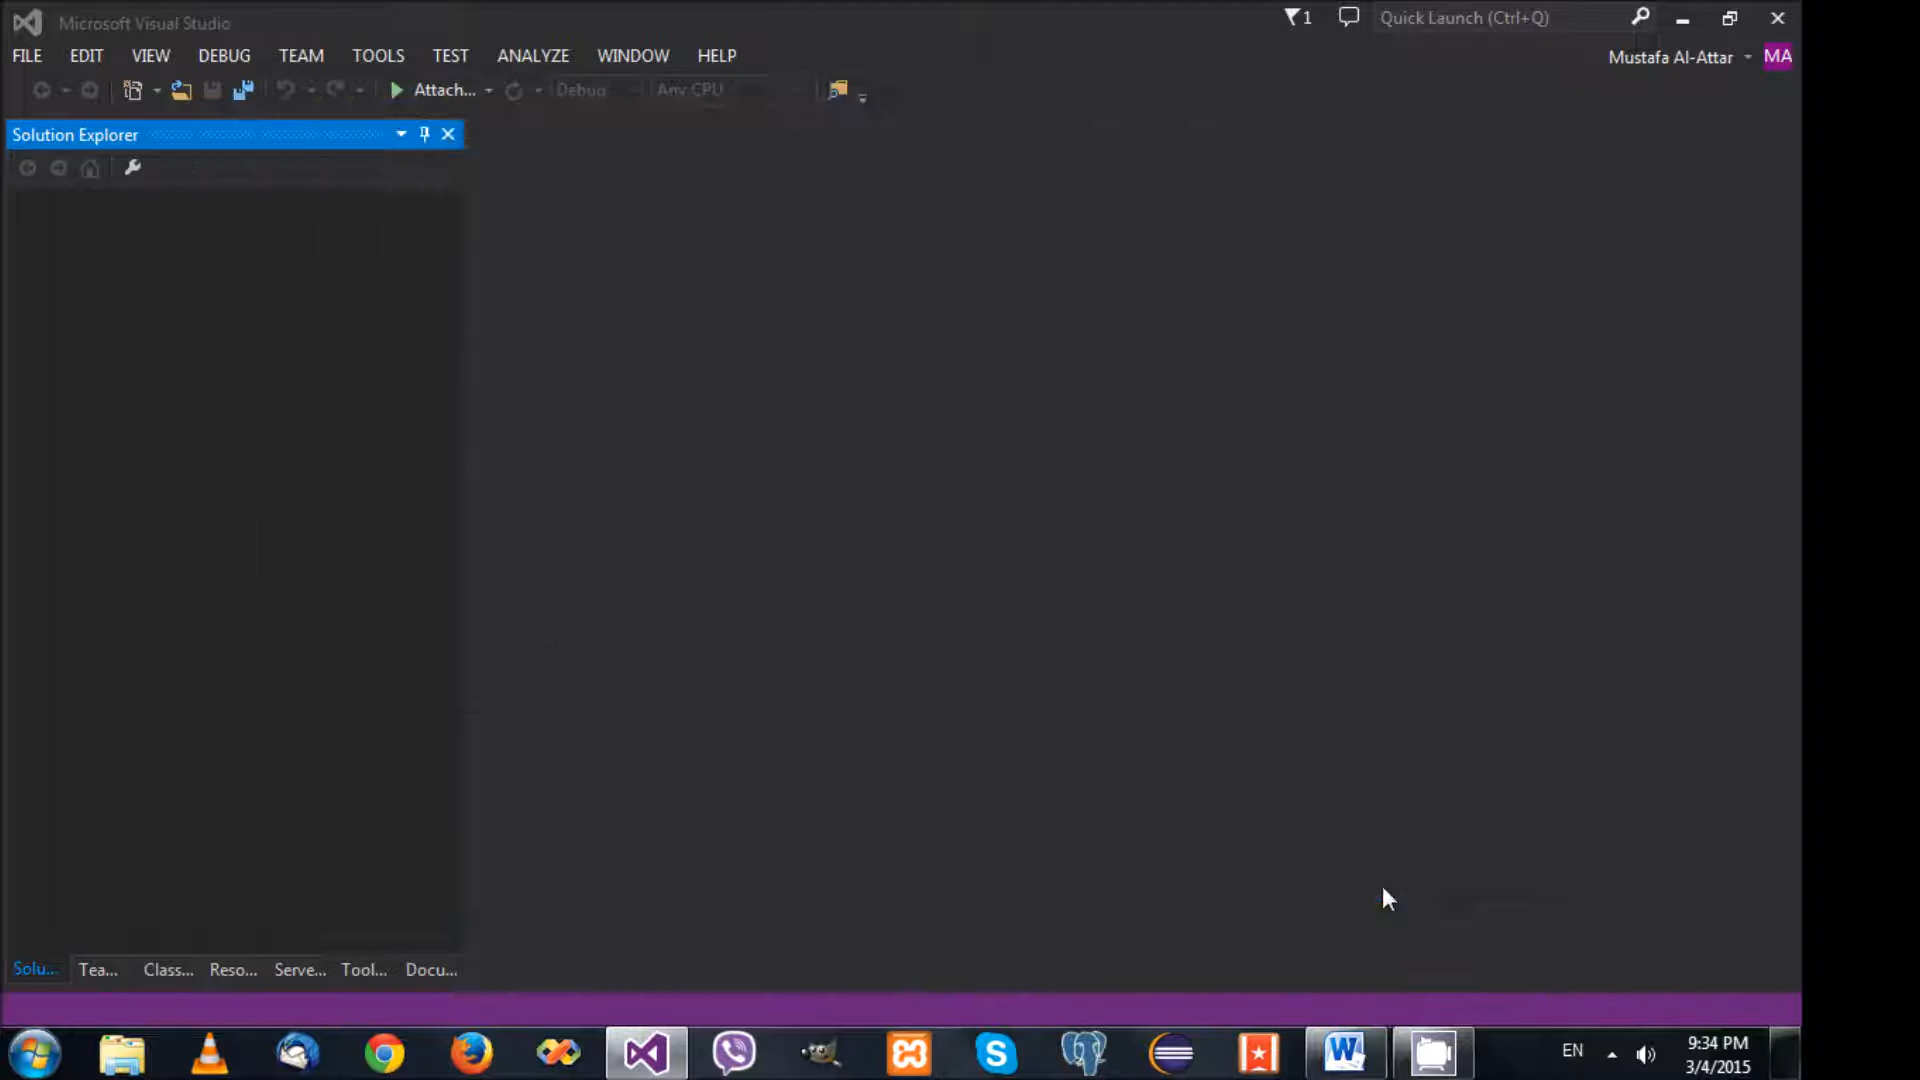 Microsoft Visual Studio
1
Quick Launch (Ctrl+Q)
FILE EDIT VIEW DEBUG TEAM TOOLS TEST ANALYZE WINDOW HELP
Mustafa Al-Attar MA
Attach... Debug Any CPU
Solution Explorer
Solu... Tea... Class... Reso... Serve... Tool... Docu...
EN
9:34 PM
3/4/2015